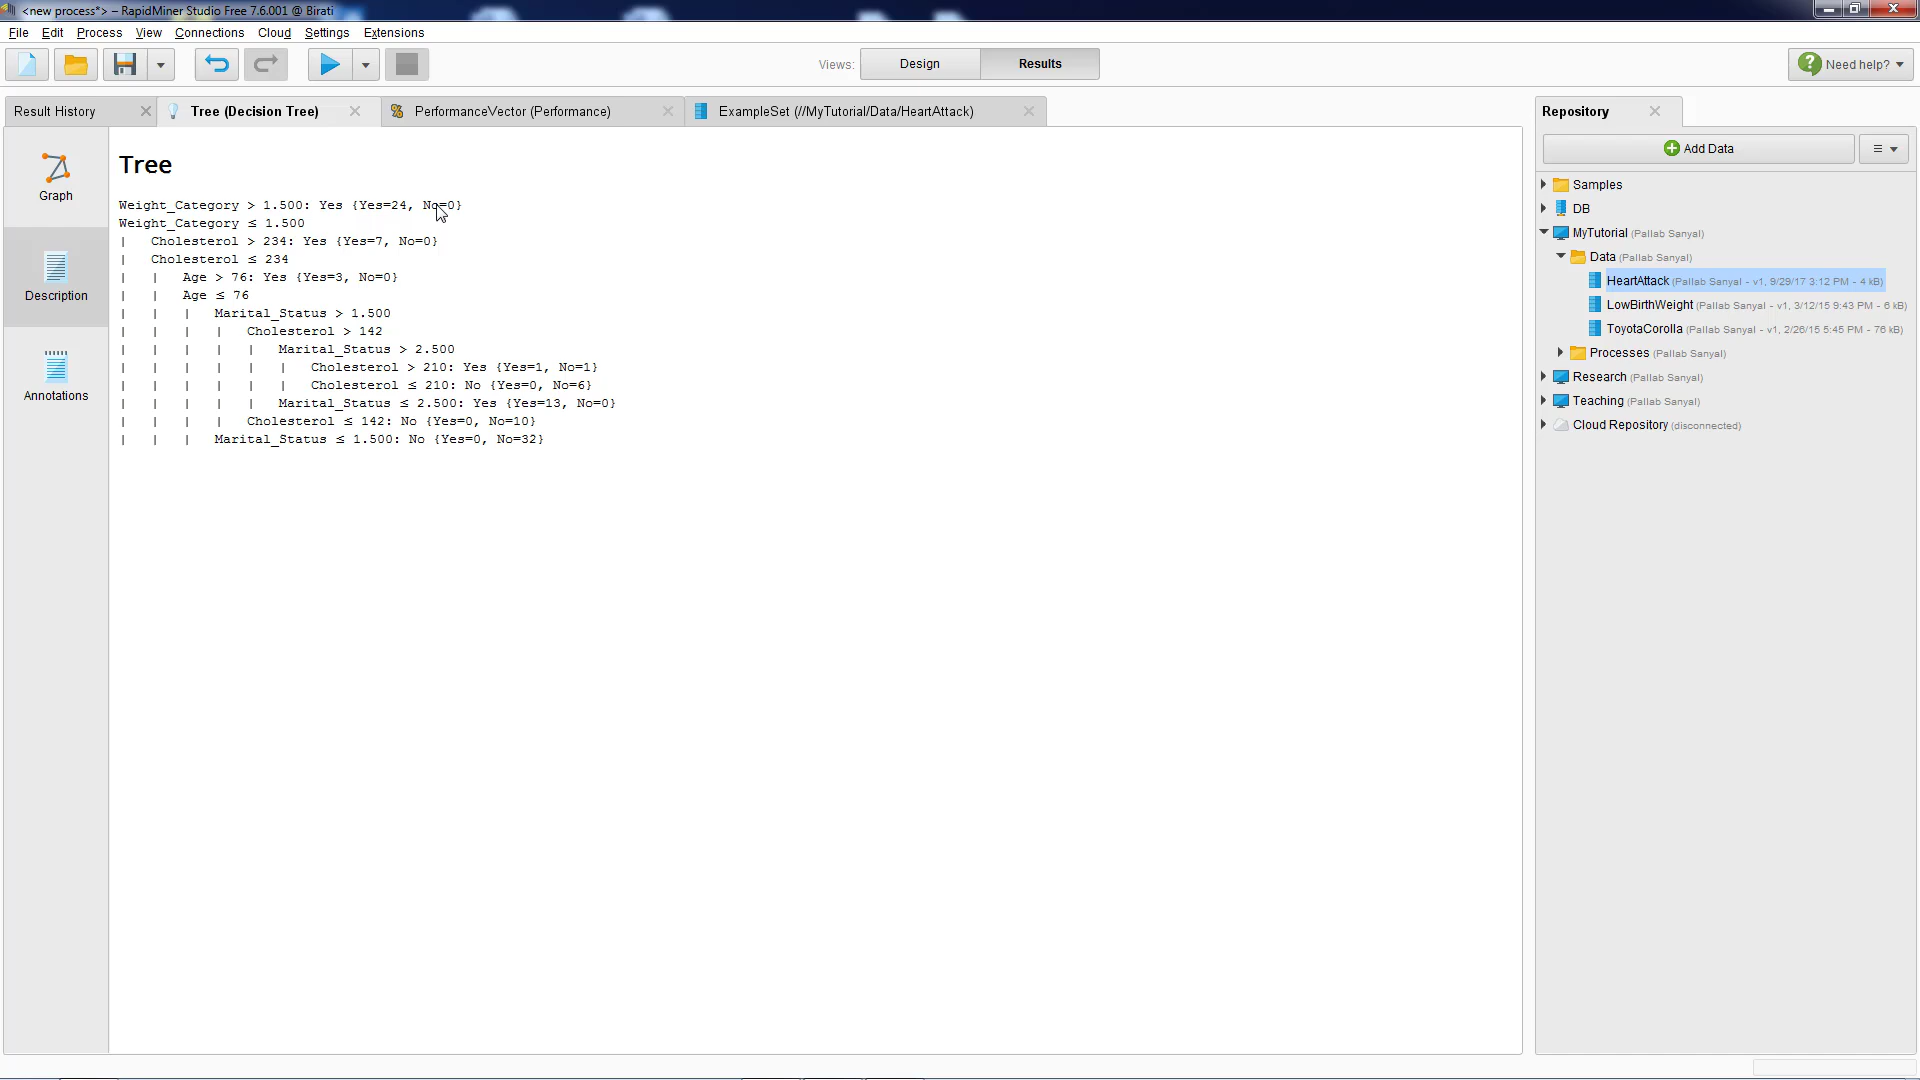 <new process*> – RapidMiner Studio Free 7.6.001 @ Birati
File Edit Process View Connections Cloud Settings Extensions
Views: Design Results
Need help?
Result History
Tree (Decision Tree)
PerformanceVector (Performance)
ExampleSet (//MyTutorial/Data/HeartAttack)
Graph
Description
Annotations
Tree
Weight_Category > 1.500: Yes {Yes=24, No=0}
Weight_Category ≤ 1.500
|   Cholesterol > 234: Yes {Yes=7, No=0}
|   Cholesterol ≤ 234
|   |   Age > 76: Yes {Yes=3, No=0}
|   |   Age ≤ 76
|   |   |   Marital_Status > 1.500
|   |   |   |   Cholesterol > 142
|   |   |   |   |   Marital_Status > 2.500
|   |   |   |   |   |   Cholesterol > 210: Yes {Yes=1, No=1}
|   |   |   |   |   |   Cholesterol ≤ 210: No {Yes=0, No=6}
|   |   |   |   |   Marital_Status ≤ 2.500: Yes {Yes=13, No=0}
|   |   |   |   Cholesterol ≤ 142: No {Yes=0, No=10}
|   |   |   Marital_Status ≤ 1.500: No {Yes=0, No=32}
Repository
Add Data
Samples
DB
MyTutorial (Pallab Sanyal)
Data (Pallab Sanyal)
HeartAttack (Pallab Sanyal - v1, 9/29/17 3:12 PM - 4 kB)
LowBirthWeight (Pallab Sanyal - v1, 3/12/15 9:43 PM - 6 kB)
ToyotaCorolla (Pallab Sanyal - v1, 2/26/15 5:45 PM - 76 kB)
Processes (Pallab Sanyal)
Research (Pallab Sanyal)
Teaching (Pallab Sanyal)
Cloud Repository (disconnected)